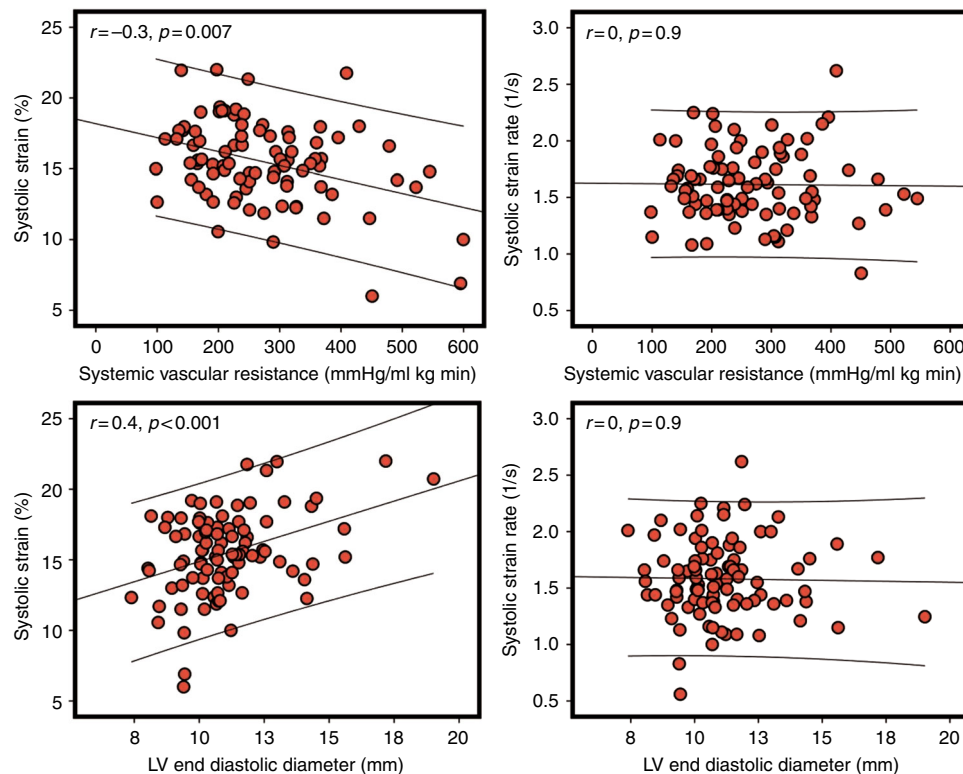 r=–0.3, p=0.007
25
20
15
10
5
Systolic strain (%)
0 100 200 300 400 500 600
Systemic vascular resistance (mmHg/ml kg min)
r=0, p=0.9
3.0
2.5
2.0
1.5
1.0
0.5
Systolic strain rate (1/s)
0 100 200 300 400 500 600
Systemic vascular resistance (mmHg/ml kg min)
r=0.4, p<0.001
25
20
15
10
5
Systolic strain (%)
8 10 13 15 18 20
LV end diastolic diameter (mm)
r=0, p=0.9
3.0
2.5
2.0
1.5
1.0
0.5
Systolic strain rate (1/s)
8 10 13 15 18 20
LV end diastolic diameter (mm)